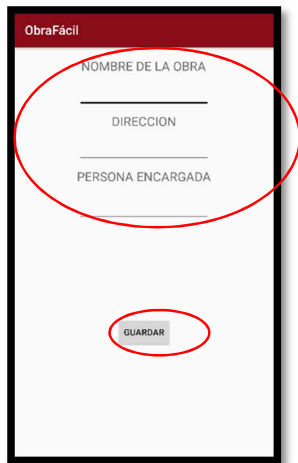 ObraFácil
NOMBRE DE LA OBRA
DIRECCION
PERSONA ENCARGADA
GUARDAR